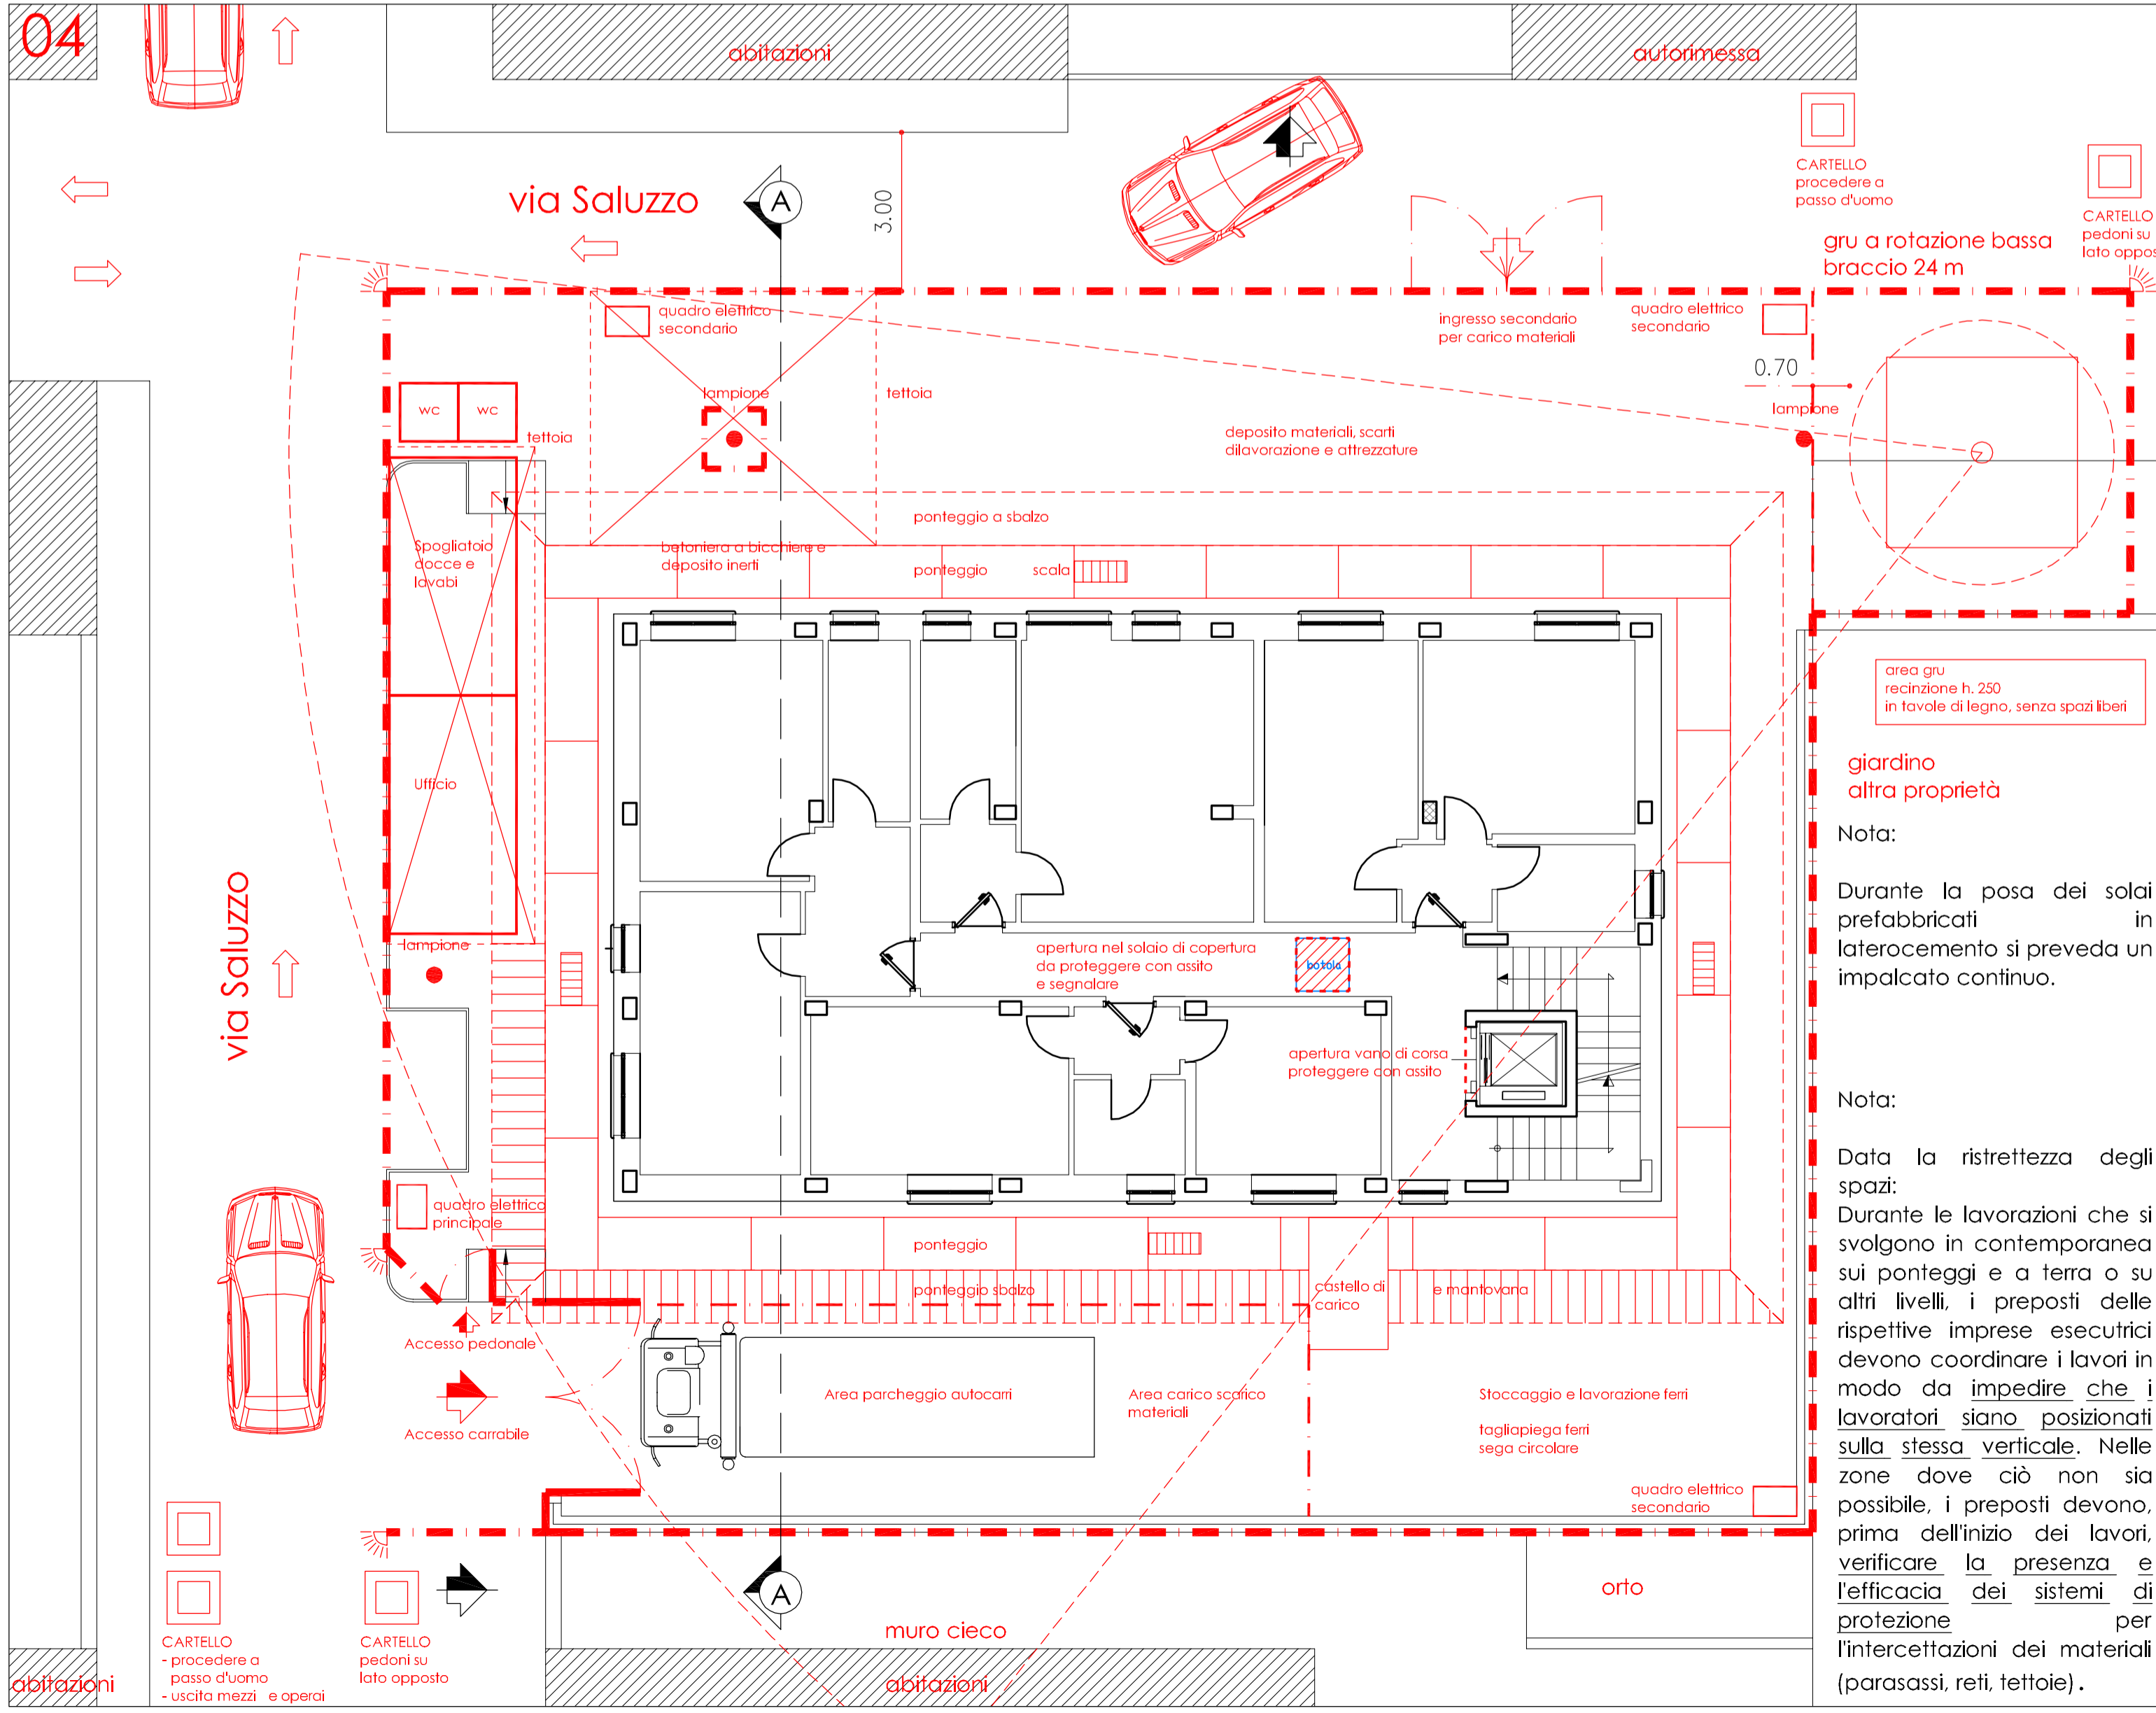 04
abitazioni
autorimessa
CARTELLO
procedere a
passo d'uomo
CARTELLO
pedoni su
lato oppos
via Saluzzo
A
3.00
gru a rotazione bassa
braccio 24 m
quadro elettrico
secondario
ingresso secondario
per carico materiali
quadro elettrico
secondario
0.70
wc
wc
lampione
tettoia
lampione
tettoia
deposito materiali, scarti
dilavorazione e attrezzature
ponteggio a sbalzo
Spogliatoio
docce e
lavabi
betoniera a bicchiere e
deposito inerti
ponteggio
scala
area gru
recinzione h. 250
in tavole di legno, senza spazi liberi
giardino
altra proprietà
Ufficio
Nota:
Durante la posa dei solai
prefabbricati in
laterocemento si preveda un
impalcato continuo.
via Saluzzo
lampione
apertura nel solaio di copertura
da proteggere con assito
e segnalare
botola
apertura vano di corsa
proteggere con assito
Nota:
Data la ristrettezza degli
spazi:
Durante le lavorazioni che si
svolgono in contemporanea
sui ponteggi e a terra o su
altri livelli, i preposti delle
rispettive imprese esecutrici
devono coordinare i lavori in
modo da impedire che i
lavoratori siano posizionati
sulla stessa verticale. Nelle
zone dove ciò non sia
possibile, i preposti devono,
prima dell'inizio dei lavori,
verificare la presenza e
l'efficacia dei sistemi di
protezione per
l'intercettazioni dei materiali
(parasassi, reti, tettoie).
quadro elettrico
principale
ponteggio
ponteggio sbalzo
castello di
carico
e mantovana
Accesso pedonale
Accesso carrabile
Area parcheggio autocarri
Area carico scarico
materiali
Stoccaggio e lavorazione ferri
tagliapiega ferri
sega circolare
quadro elettrico
secondario
A
orto
muro cieco
CARTELLO
- procedere a
passo d'uomo
- uscita mezzi e operai
CARTELLO
pedoni su
lato opposto
abitazioni
abitazioni